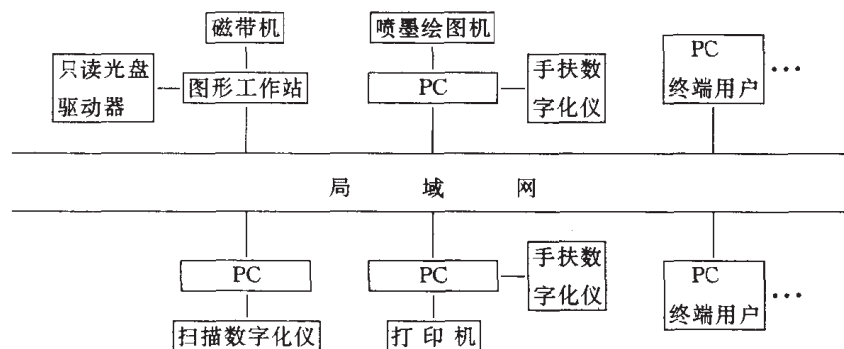 磁带机
喷墨绘图机
只读光盘
驱动器
图形工作站
PC
手扶数
字化仪
PC
终端用户
···
局域网
PC
扫描数字化仪
PC
打印机
手扶数
字化仪
PC
终端用户
···